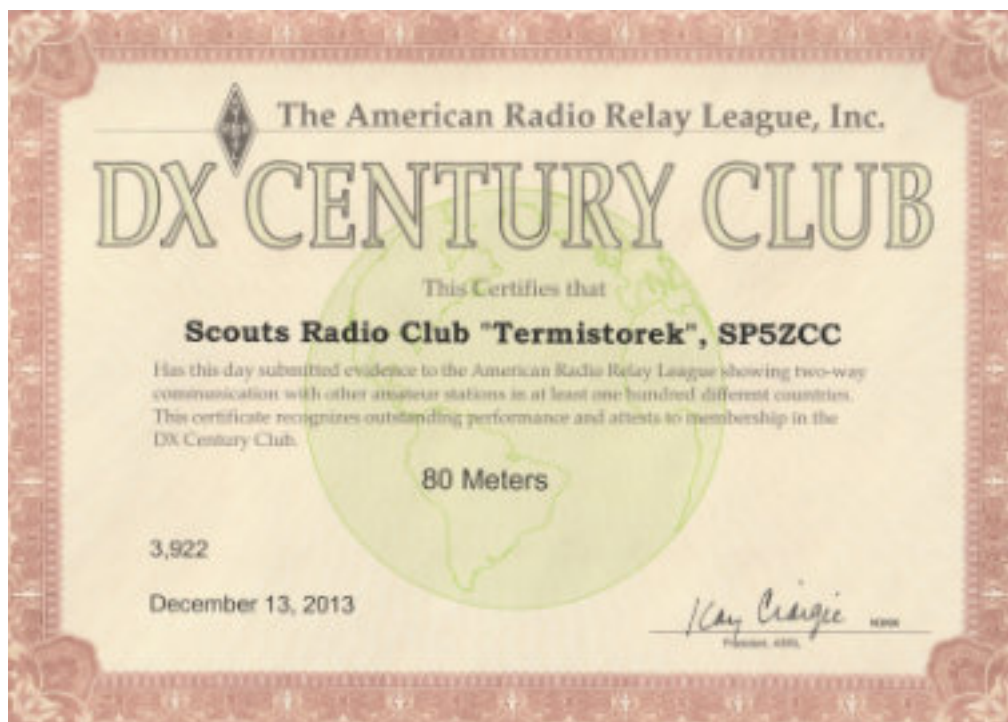 The American Radio Relay League, Inc.
DX CENTURY CLUB
This Certifies that
Scouts Radio Club "Termistorek", SP5ZCC
Has this day submitted evidence to the American Radio Relay League showing two-way
communication with other amateur stations in at least one hundred different countries.
This certificate recognizes outstanding performance and attests to membership in the
DX Century Club.
80 Meters
3,922
December 13, 2013
Kay Craigie
President, ARRL